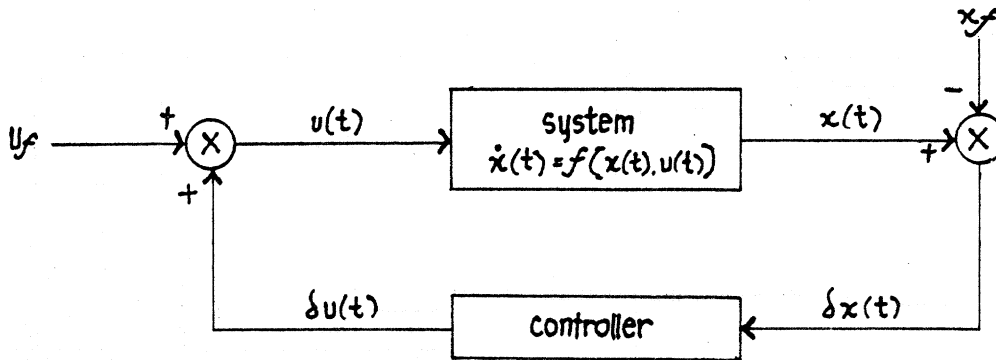 xf
-
+
Uf
u(t)
system
ẋ(t) = f[x(t), u(t)]
x(t)
+
+
δu(t)
controller
δx(t)